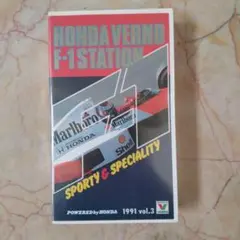 HONDA VERNO
F-1 STATION
Marlboro
HONDA
Shell
SPORTY & SPECIALITY
POWERED by HONDA 1991 vol.3